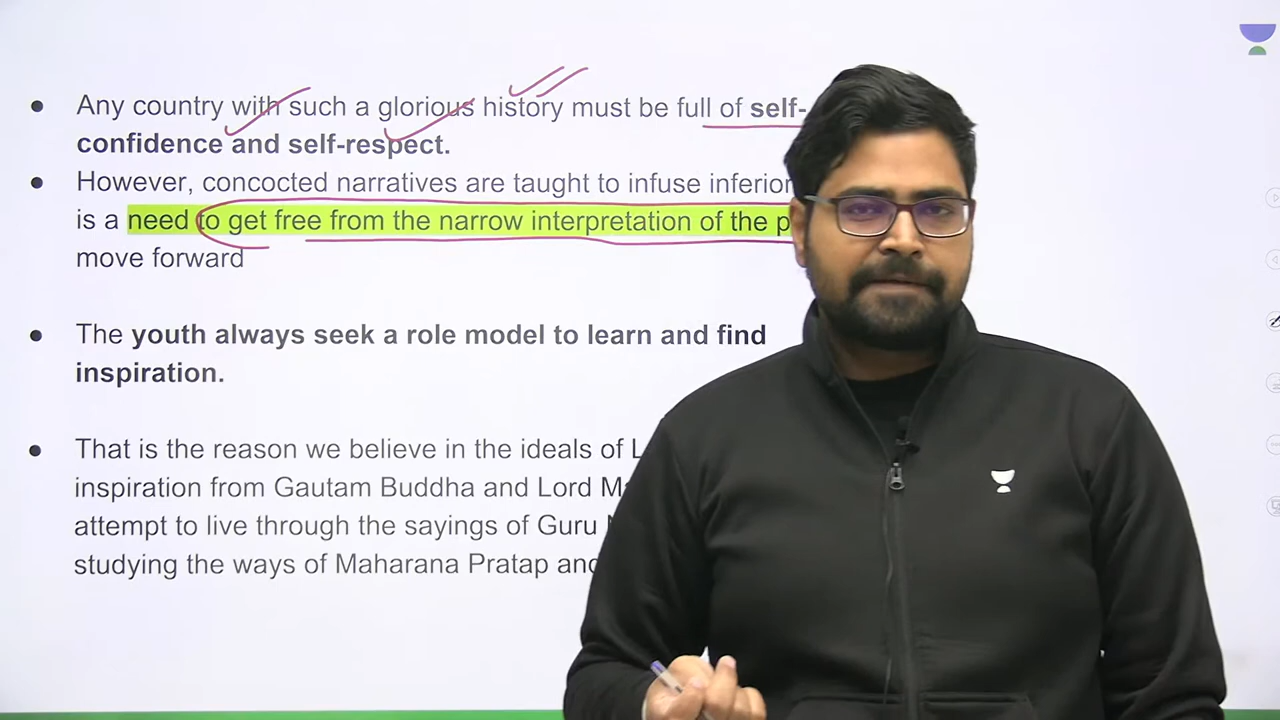 Any country with such a glorious history must be full of self-
confidence and self-respect.
However, concocted narratives are taught to infuse
is a need to get free from the narrow interpretation of the
move forward
The youth always seek a role model to learn and find
inspiration.
That is the reason we believe in the ideals of
inspiration from Gautam Buddha and Lord
attempt to live through the sayings of Guru
studying the ways of Maharana Pratap